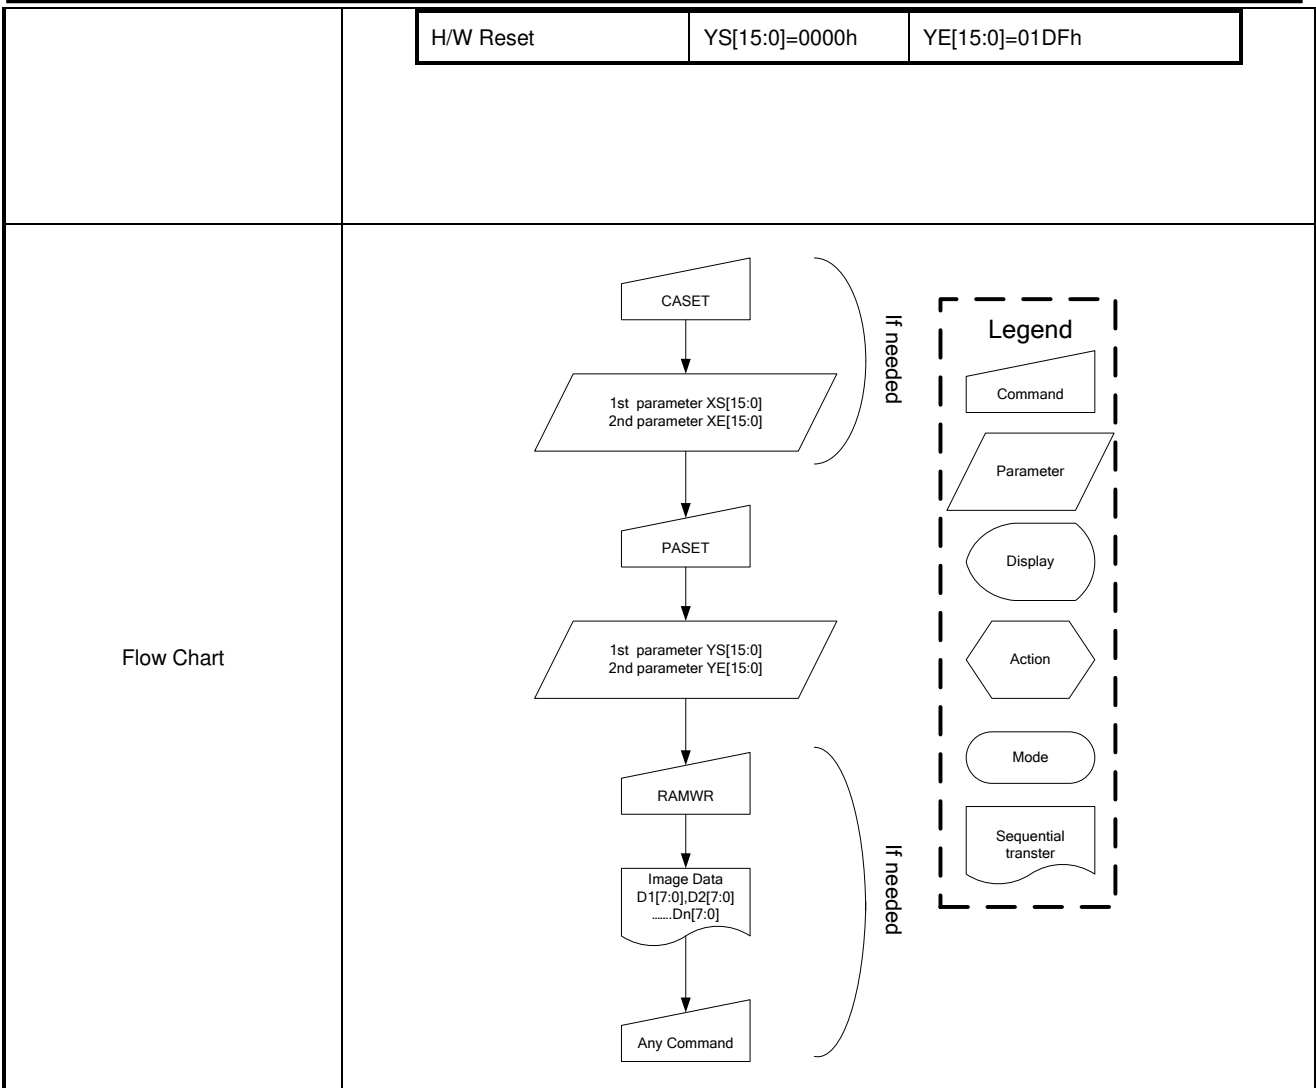 H/W Reset YS[15:0]=0000h YE[15:0]=01DFh
Flow Chart
CASET
1st parameter XS[15:0]
2nd parameter XE[15:0]
If needed
PASET
1st parameter YS[15:0]
2nd parameter YE[15:0]
RAMWR
Image Data
D1[7:0],D2[7:0]
.......Dn[7:0]
Any Command
If needed
Legend
Command
Parameter
Display
Action
Mode
Sequential
transter